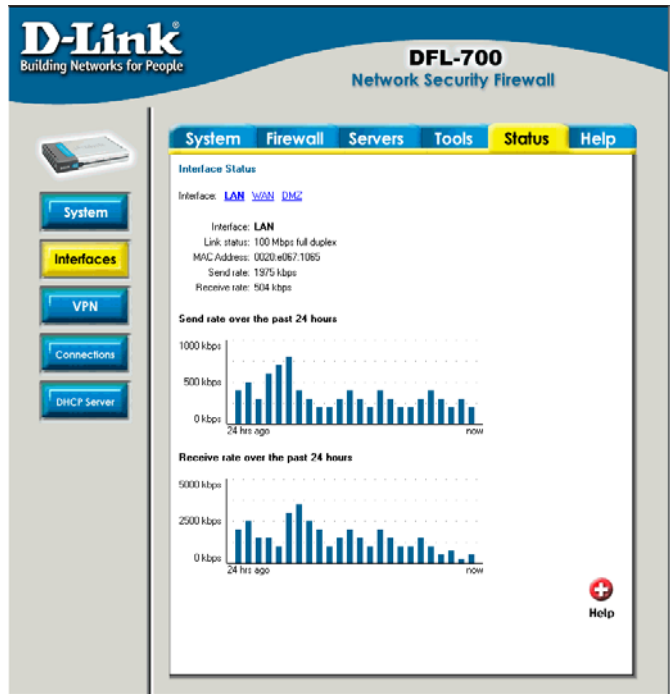 D-Link
Building Networks for People
DFL-700
Network Security Firewall
System Firewall Servers Tools Status Help
System
Interfaces
VPN
Connections
DHCP Server
Interface Status
Interface: LAN WAN DMZ
Interface: LAN
Link status: 100 Mbps full duplex
MAC Address: 0020:e067:1065
Send rate: 1975 kbps
Receive rate: 504 kbps
Send rate over the past 24 hours
1000 kbps
500 kbps
0 kbps
24 hrs ago now
Receive rate over the past 24 hours
5000 kbps
2500 kbps
0 kbps
24 hrs ago now
Help